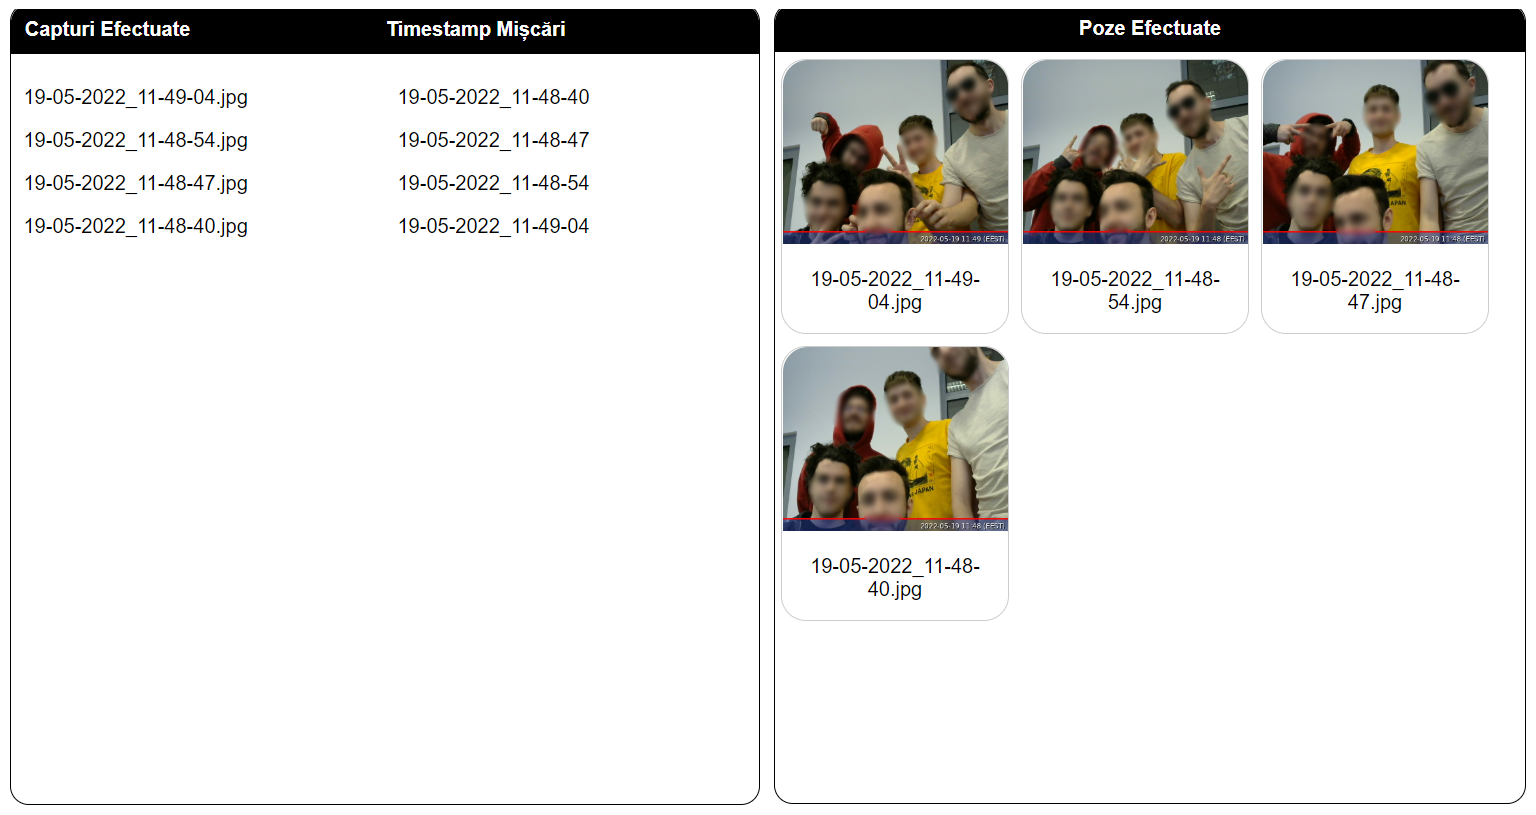 Capturi Efectuate
Timestamp Mișcări
19-05-2022_11-49-04.jpg
19-05-2022_11-48-40
19-05-2022_11-48-54.jpg
19-05-2022_11-48-47
19-05-2022_11-48-47.jpg
19-05-2022_11-48-54
19-05-2022_11-48-40.jpg
19-05-2022_11-49-04
Poze Efectuate
JAPAN
2022-05-19 11:49 (EEST)
2022-05-19 11:48 (EEST)
2022-05-19 11:48 (EEST)
19-05-2022_11-49-
04.jpg
19-05-2022_11-48-
54.jpg
19-05-2022_11-48-
47.jpg
JAPAN
2022-05-19 11:48 (EEST)
19-05-2022_11-48-
40.jpg